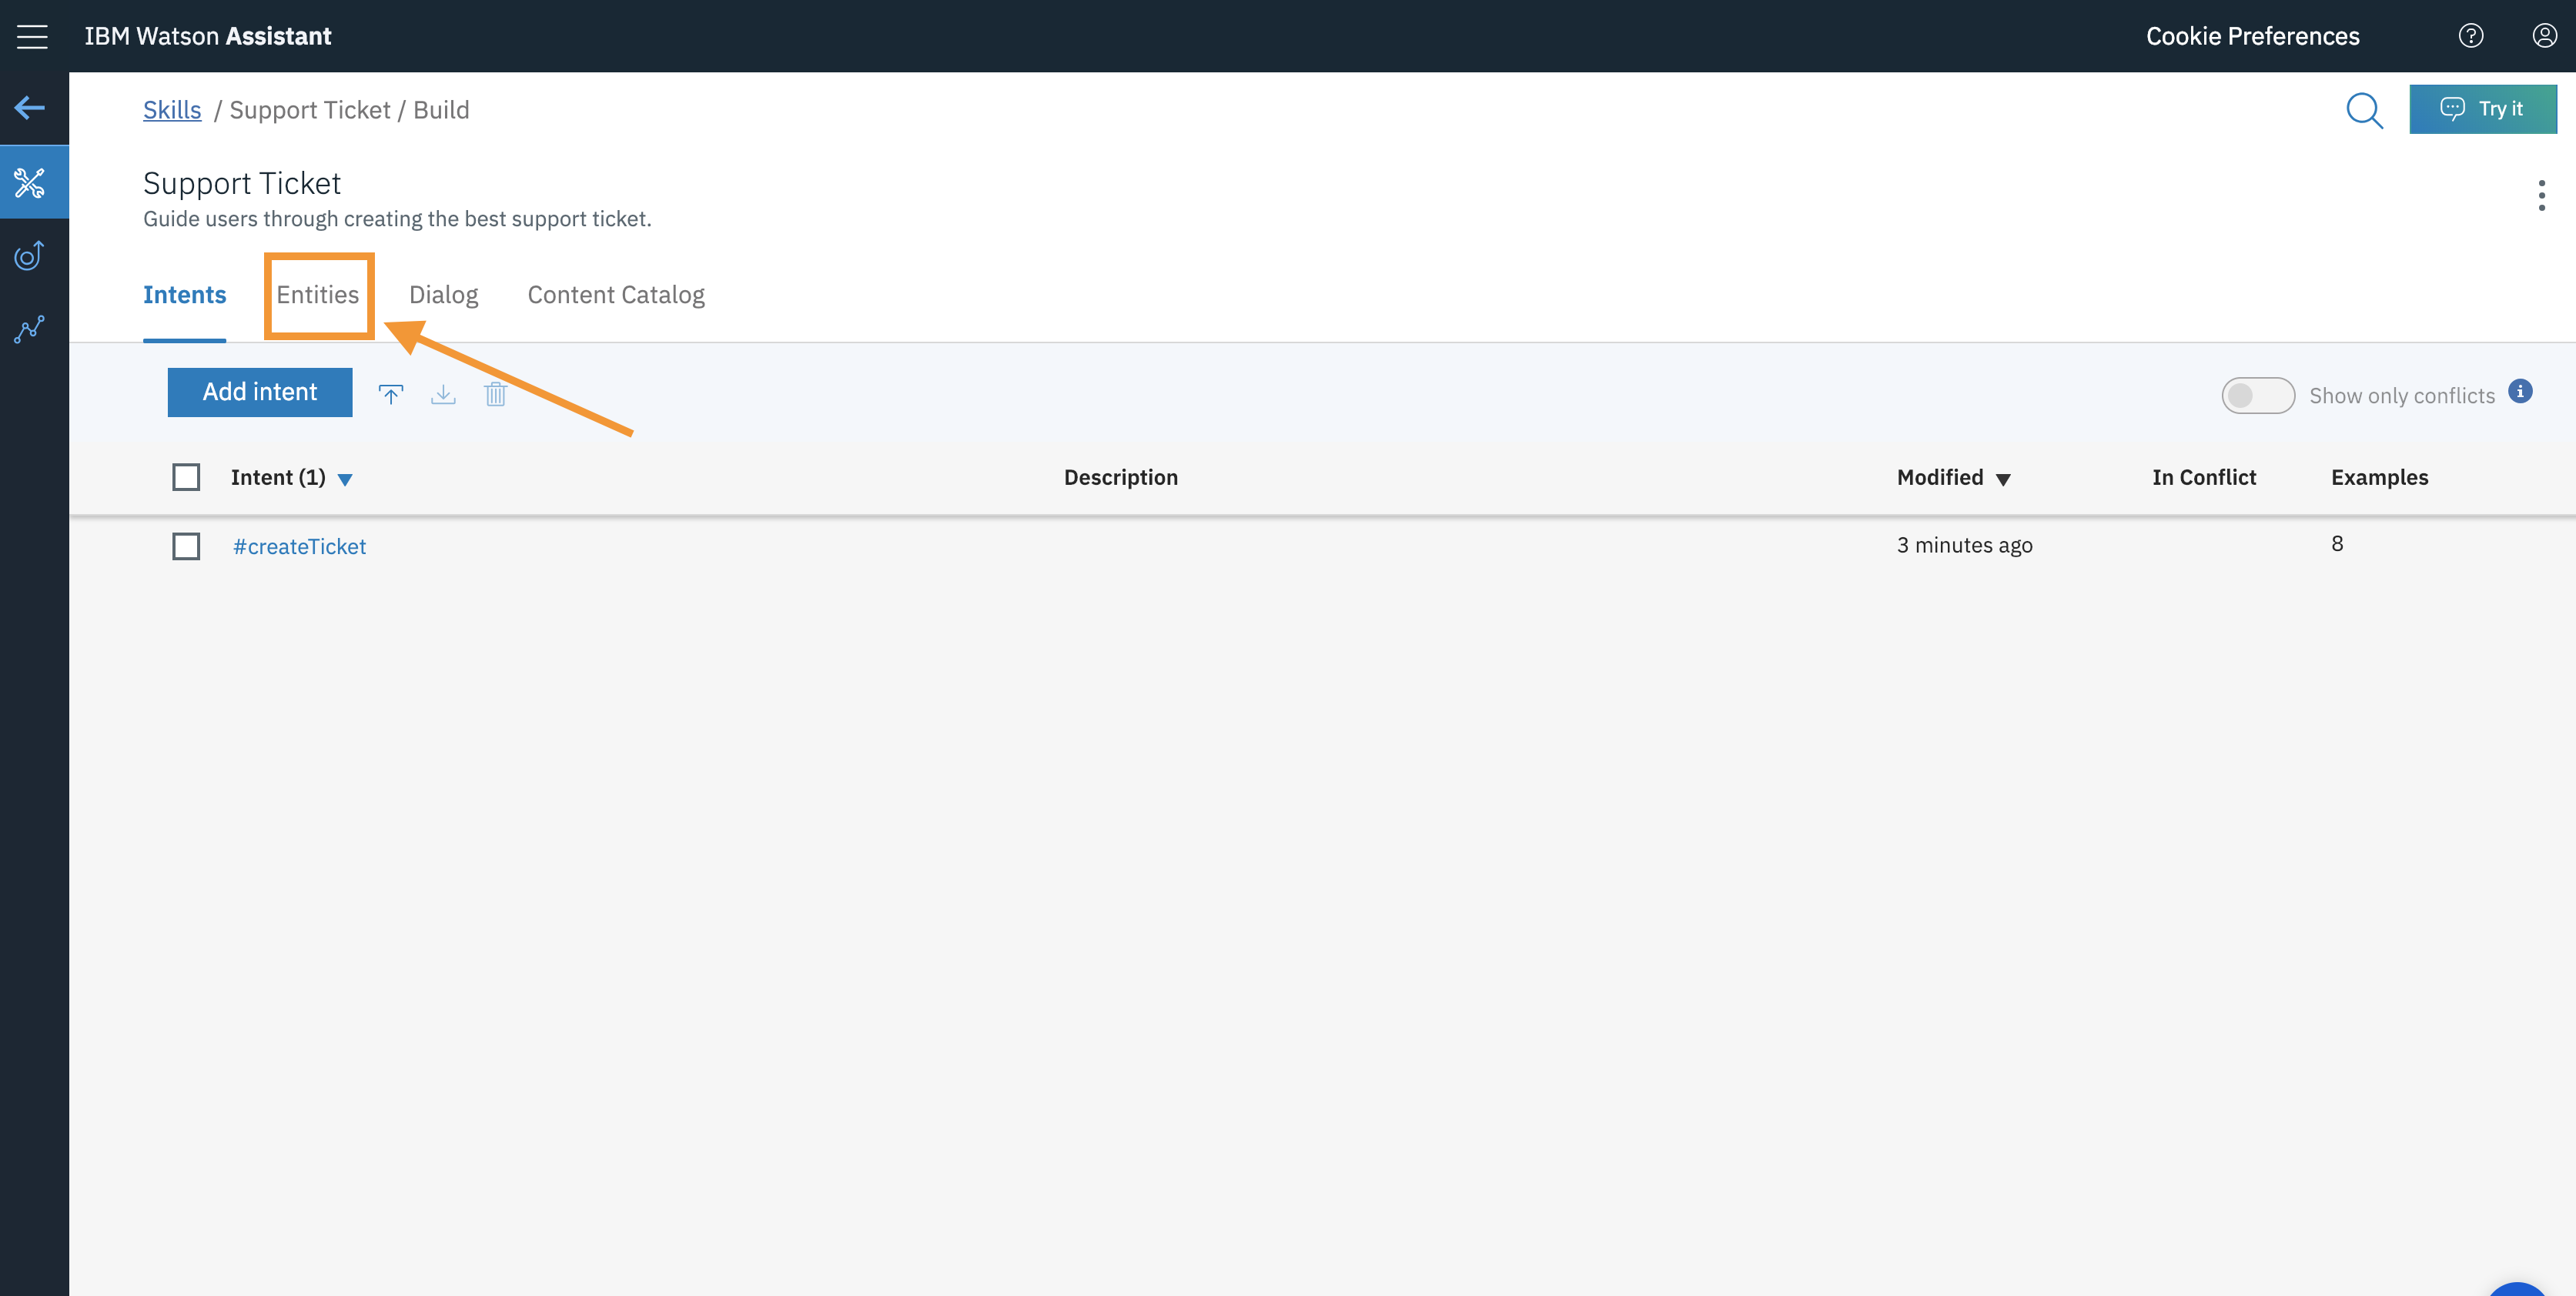 IBM Watson Assistant
Cookie Preferences
Skills / Support Ticket / Build
Try it
Support Ticket
Guide users through creating the best support ticket.
Intents Entities Dialog Content Catalog
Add intent
Show only conflicts
Intent (1) Description Modified In Conflict Examples
#createTicket 3 minutes ago 8